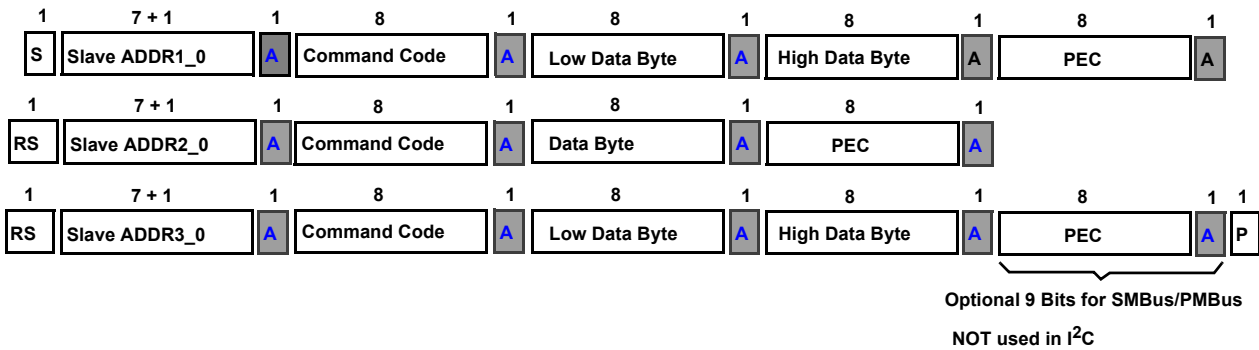 1 7 + 1 1 8 1 8 1 8 1 8 1
S Slave ADDR1_0 A Command Code A Low Data Byte A High Data Byte A PEC A
1 7 + 1 1 8 1 8 1 8 1
RS Slave ADDR2_0 A Command Code A Data Byte A PEC A
1 7 + 1 1 8 1 8 1 8 1 8 1 1
RS Slave ADDR3_0 A Command Code A Low Data Byte A High Data Byte A PEC A P
Optional 9 Bits for SMBus/PMBus
NOT used in I²C